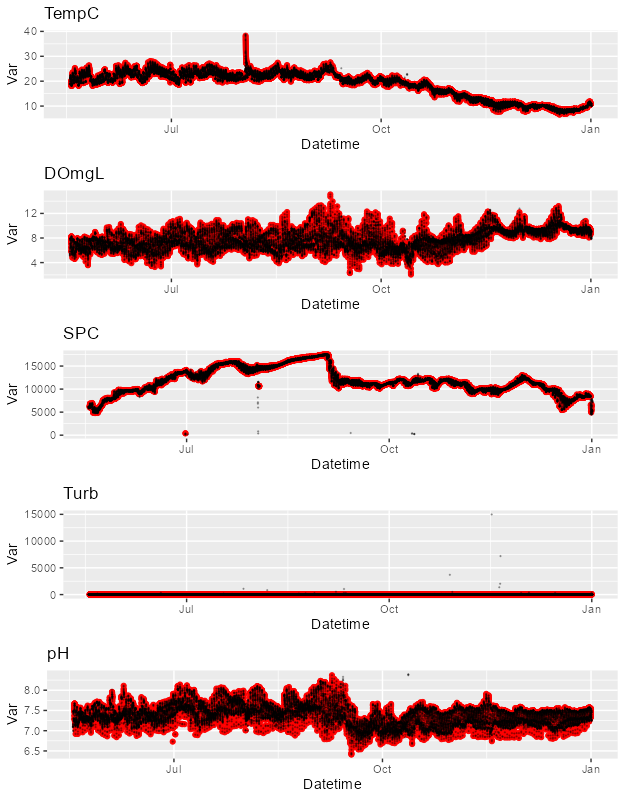 TempC
40
30
20
10
Var
Jul Oct Jan
Datetime
DOmgL
12
8
4
Var
Jul Oct Jan
Datetime
SPC
15000
10000
5000
0
Var
Jul Oct Jan
Datetime
Turb
15000
10000
5000
0
Var
Jul Oct Jan
Datetime
pH
8.0
7.5
7.0
6.5
Var
Jul Oct Jan
Datetime